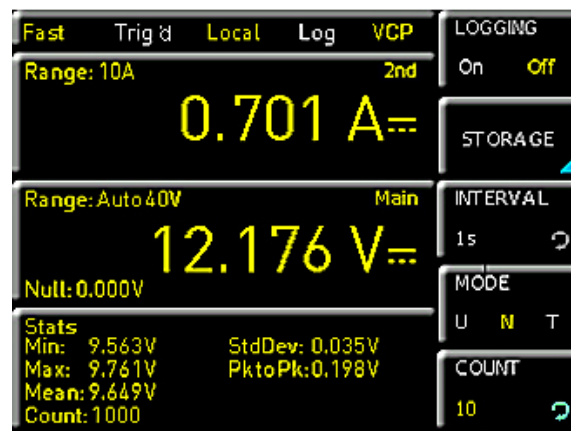 Fast Trig'd Local Log VCP
Range: 10A 2nd
0.701 A
Range: Auto 40V Main
12.176 V
Null: 0.000V
Stats
Min: 9.563V StdDev: 0.035V
Max: 9.761V PktoPk: 0.198V
Mean: 9.649V
Count: 1000
LOGGING
On Off
STORAGE
INTERVAL
1s
MODE
U N T
COUNT
10